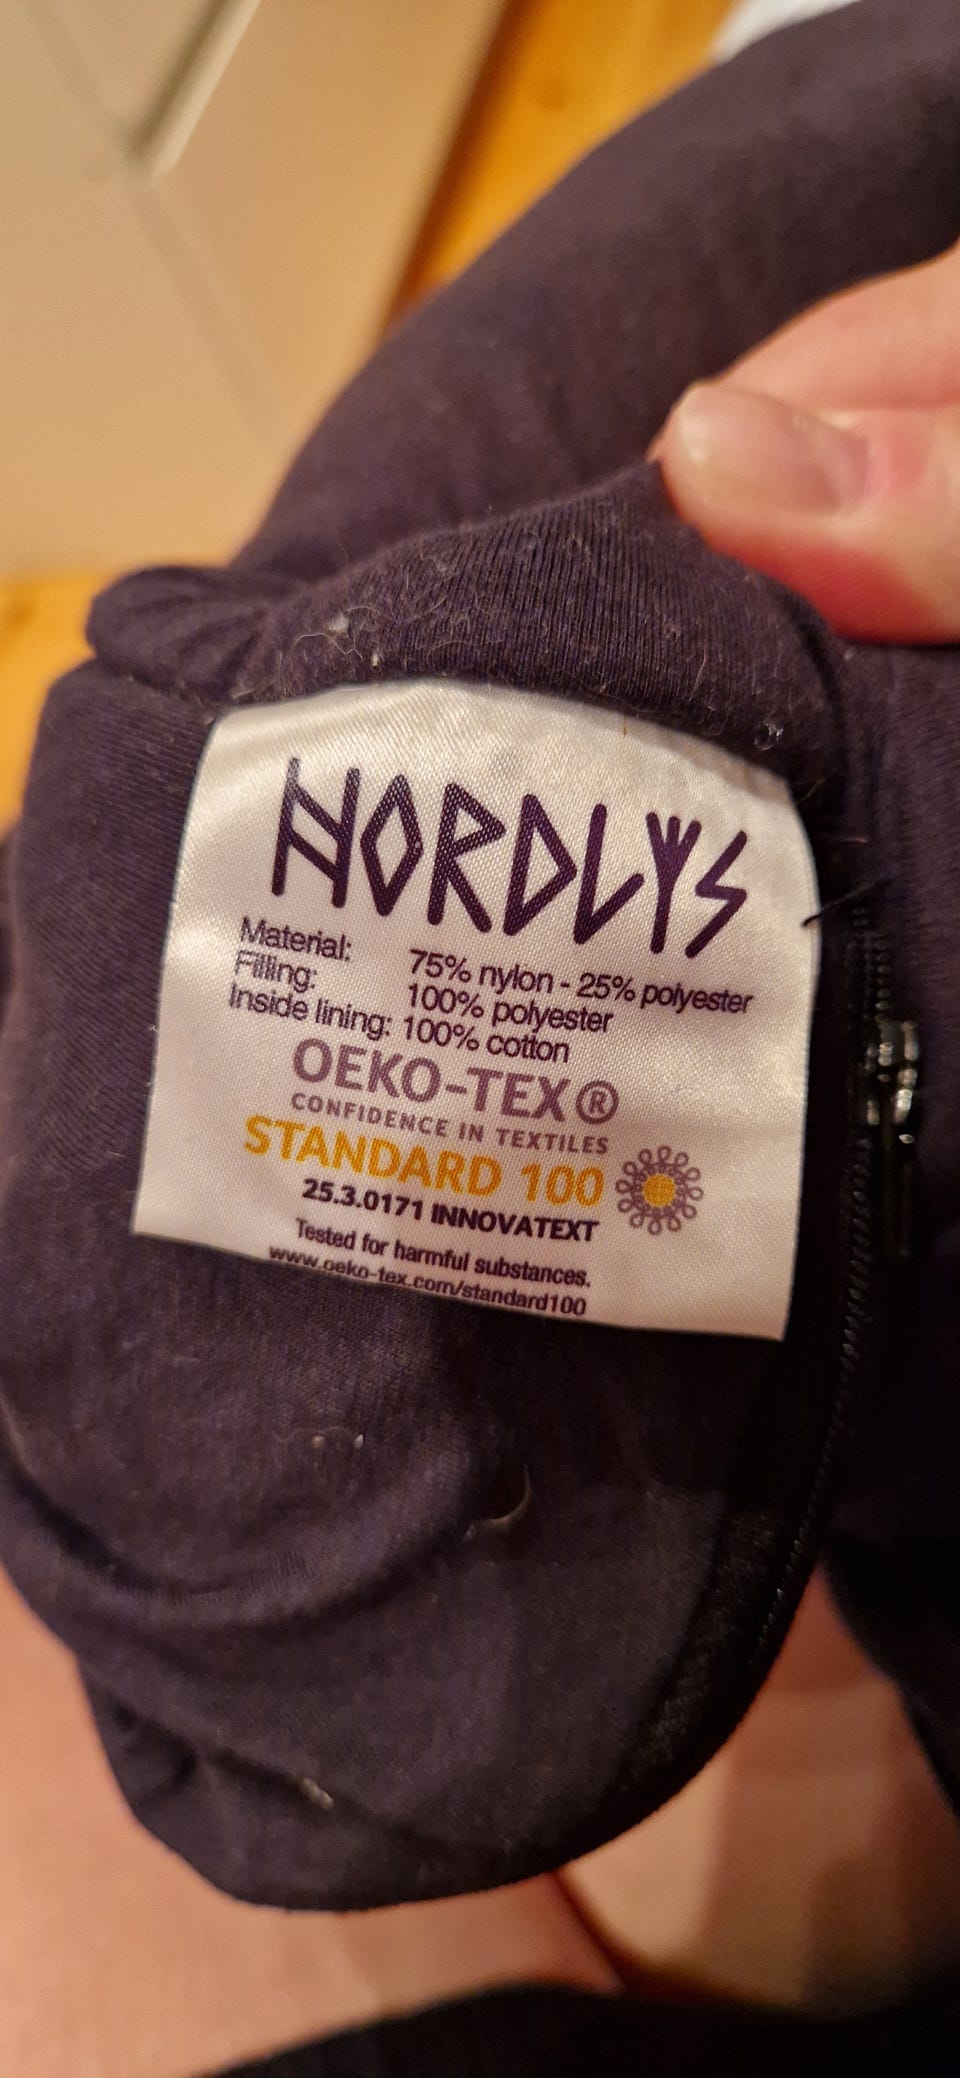 NORDLYS
Material: 75% nylon - 25% polyester
Filling: 100% polyester
Inside lining: 100% cotton
OEKO-TEX®
CONFIDENCE IN TEXTILES
STANDARD 100
25.3.0171 INNOVATEXT
Tested for harmful substances.
www.oeko-tex.com/standard100